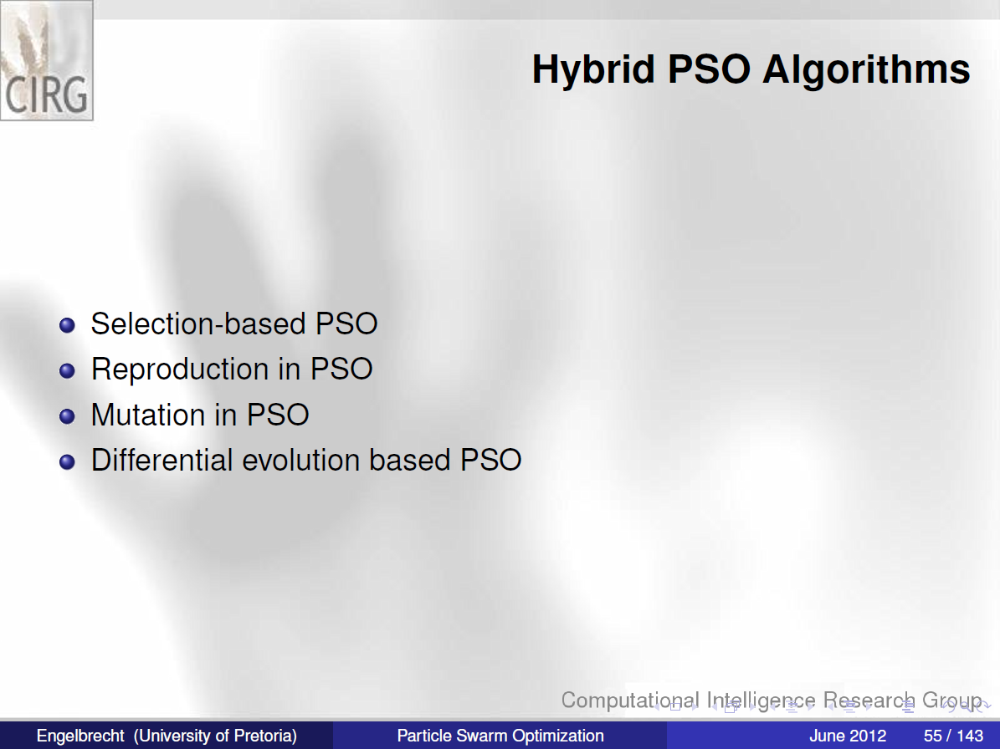 CIRG
Hybrid PSO Algorithms
Selection-based PSO
Reproduction in PSO
Mutation in PSO
Differential evolution based PSO
Computational Intelligence Research Group
Engelbrecht (University of Pretoria) Particle Swarm Optimization June 2012 55 / 143